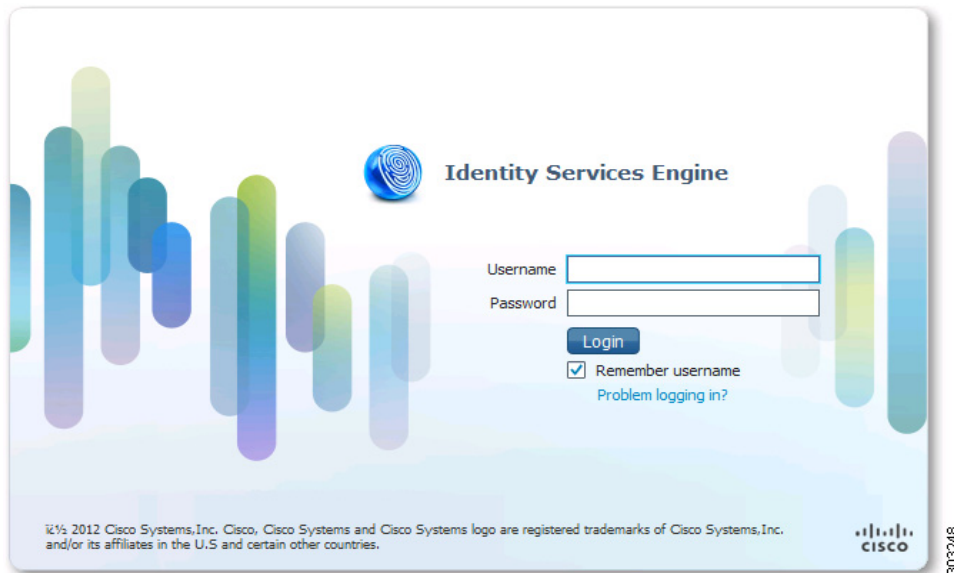 Identity Services Engine
Username
Password
Login
Remember username
Problem logging in?
ï¿½ 2012 Cisco Systems,Inc. Cisco, Cisco Systems and Cisco Systems logo are registered trademarks of Cisco Systems,Inc.
and/or its affiliates in the U.S and certain other countries.
CISCO
303248